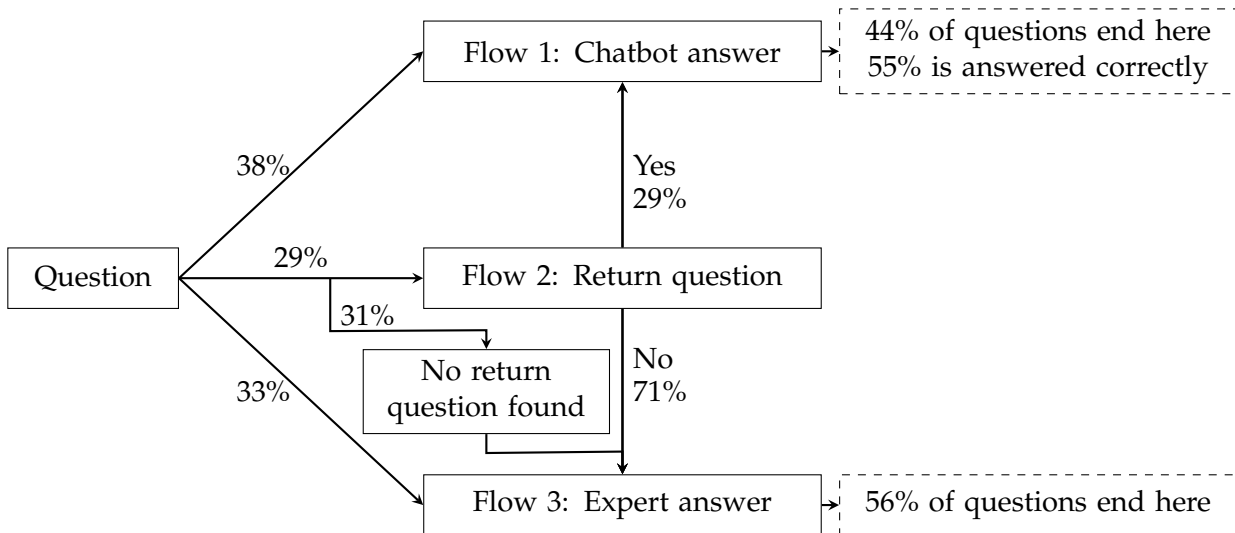 Flow 1: Chatbot answer
44% of questions end here
55% is answered correctly
38%
Yes
29%
Question
29%
Flow 2: Return question
31%
No return
question found
No
71%
33%
Flow 3: Expert answer
56% of questions end here